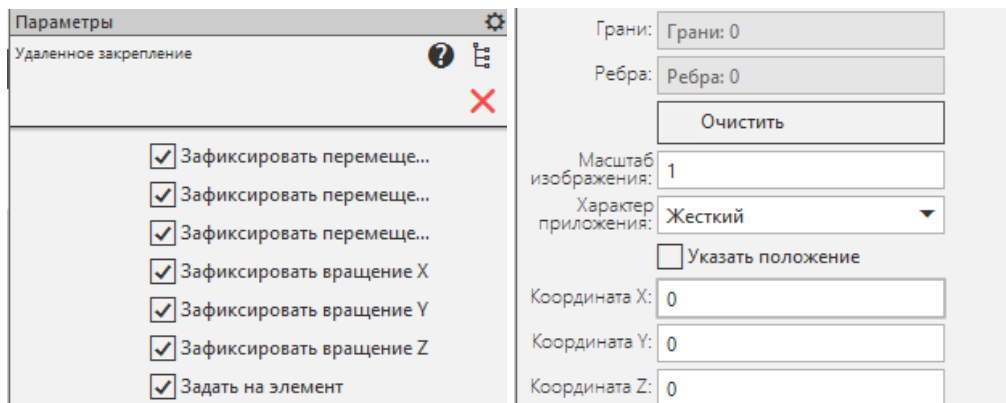 Параметры
Удаленное закрепление
Зафиксировать перемеще...
Зафиксировать перемеще...
Зафиксировать перемеще...
Зафиксировать вращение X
Зафиксировать вращение Y
Зафиксировать вращение Z
Задать на элемент
Грани: Грани: 0
Ребра: Ребра: 0
Очистить
Масштаб
изображения: 1
Характер
приложения: Жесткий
Указать положение
Координата X: 0
Координата Y: 0
Координата Z: 0